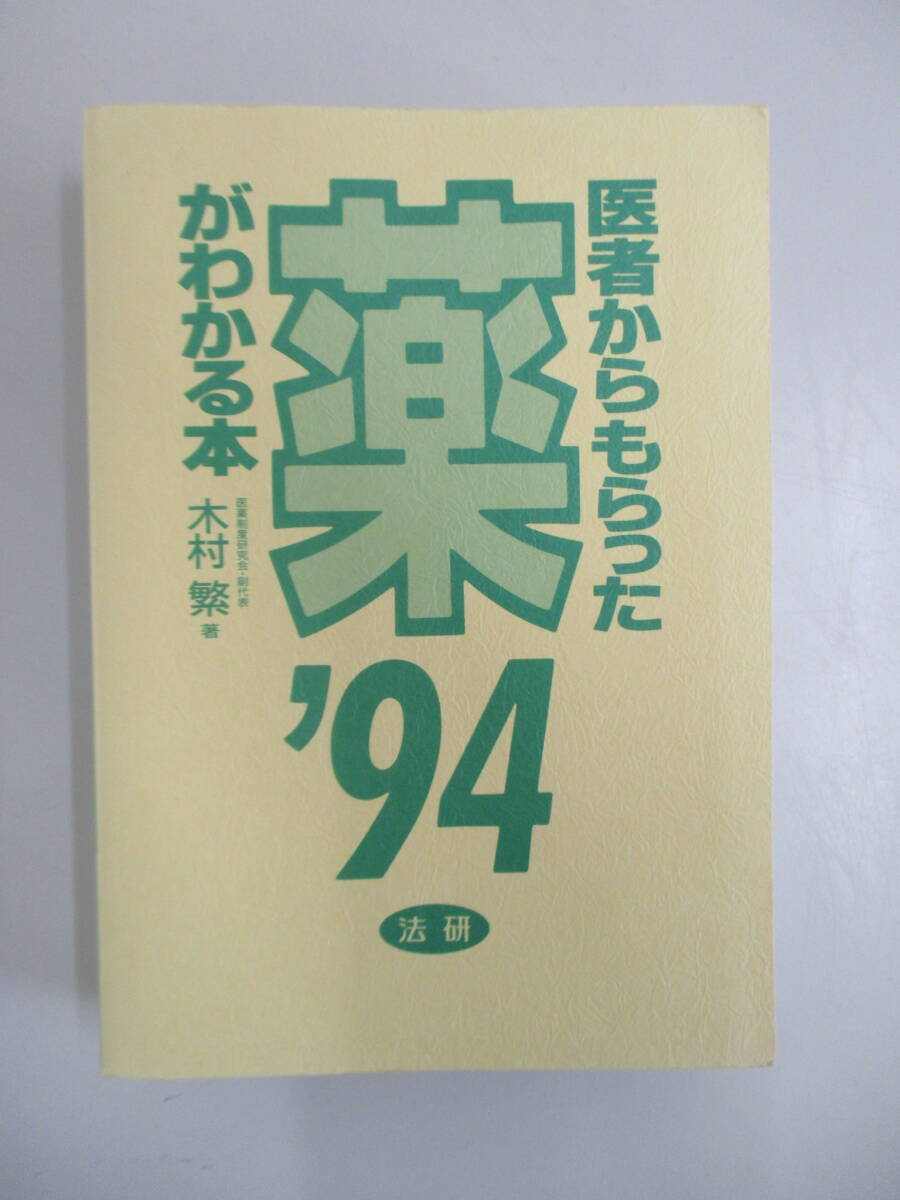 医者からもらった
薬
がわかる本
'94
医薬制度研究会・副代表
木村 繁 著
法研